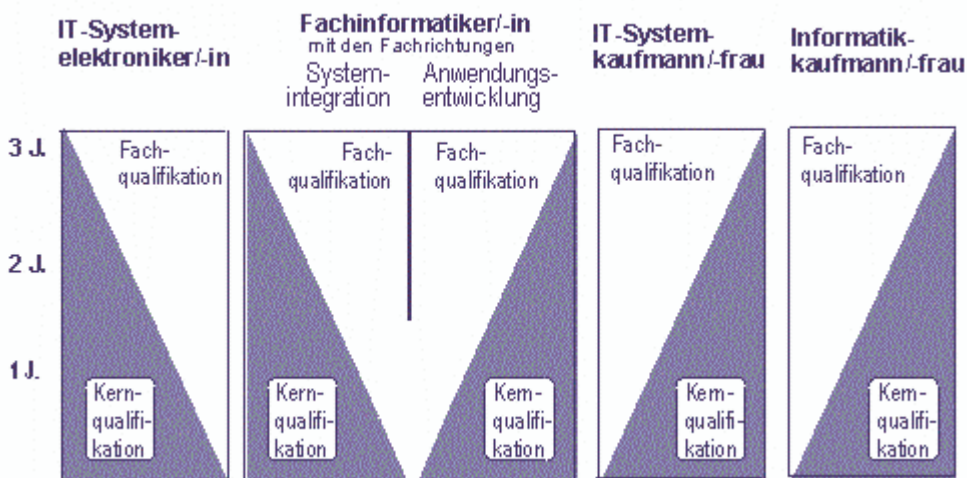 IT-System-
elektroniker/-in
Fachinformatiker/-in
mit den Fachrichtungen
System-
integration
Anwendungs-
entwicklung
IT-System-
kaufmann/-frau
Informatik-
kaufmann/-frau
3 J.
2 J.
1 J.
Fach-
qualifikation
Kern-
qualifi-
kation
Fach-
qualifikation
Kern-
qualifi-
kation
Fach-
qualifikation
Kern-
qualifi-
kation
Fach-
qualifikation
Kern-
qualifi-
kation
Fach-
qualifikation
Kern-
qualifi-
kation